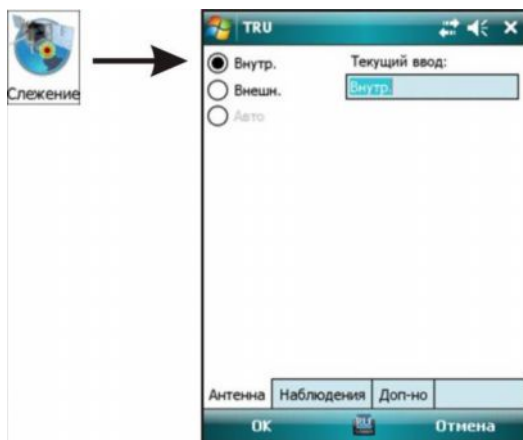 Слежение
TRU
Внутр.
Текущий ввод:
Внешн.
Внутр.
Авто
Антенна Наблюдения Доп-но
OK Отмена